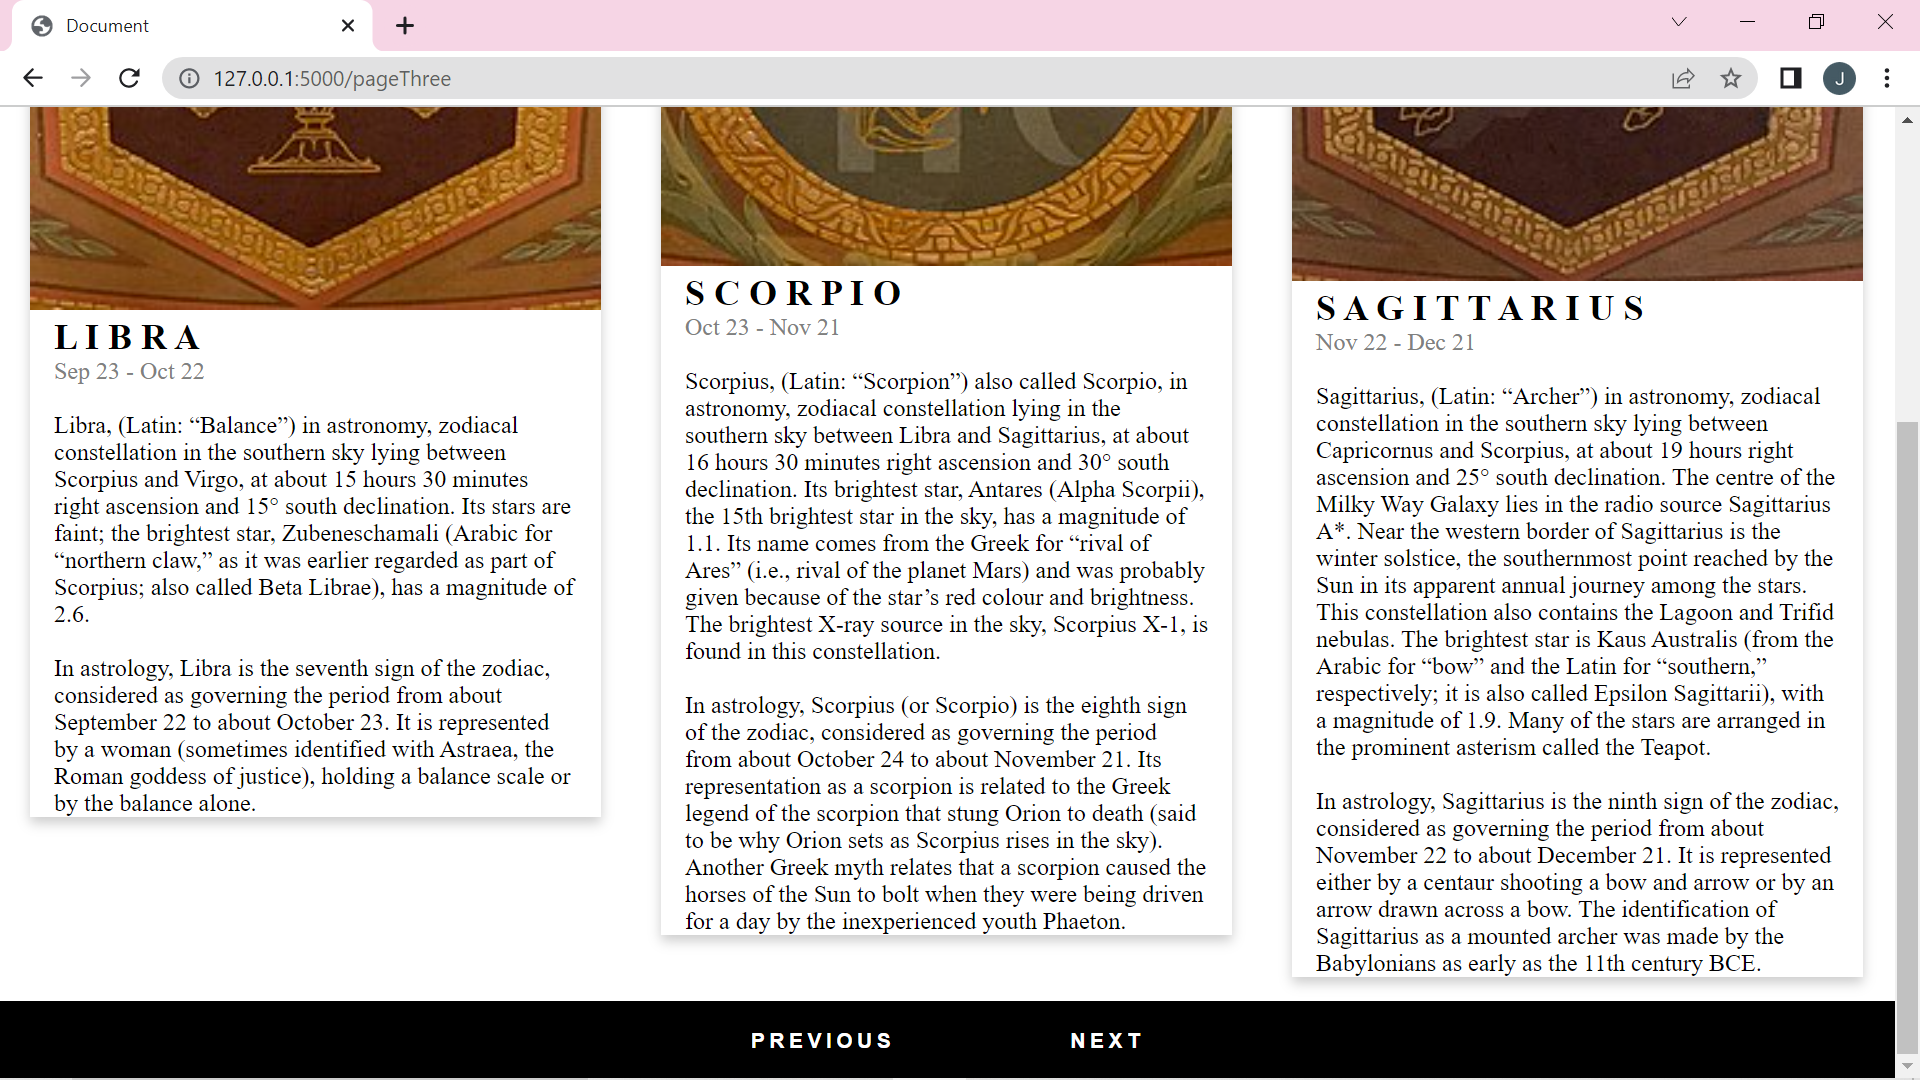 Document
127.0.0.1:5000/pageThree
J
LIBRA
Sep 23 - Oct 22
Libra, (Latin: “Balance”) in astronomy, zodiacal
constellation in the southern sky lying between
Scorpius and Virgo, at about 15 hours 30 minutes
right ascension and 15° south declination. Its stars are
faint; the brightest star, Zubeneschamali (Arabic for
“northern claw,” as it was earlier regarded as part of
Scorpius; also called Beta Librae), has a magnitude of
2.6.
In astrology, Libra is the seventh sign of the zodiac,
considered as governing the period from about
September 22 to about October 23. It is represented
by a woman (sometimes identified with Astraea, the
Roman goddess of justice), holding a balance scale or
by the balance alone.
SCORPIO
Oct 23 - Nov 21
Scorpius, (Latin: “Scorpion”) also called Scorpio, in
astronomy, zodiacal constellation lying in the
southern sky between Libra and Sagittarius, at about
16 hours 30 minutes right ascension and 30° south
declination. Its brightest star, Antares (Alpha Scorpii),
the 15th brightest star in the sky, has a magnitude of
1.1. Its name comes from the Greek for “rival of
Ares” (i.e., rival of the planet Mars) and was probably
given because of the star’s red colour and brightness.
The brightest X-ray source in the sky, Scorpius X-1, is
found in this constellation.
In astrology, Scorpius (or Scorpio) is the eighth sign
of the zodiac, considered as governing the period
from about October 24 to about November 21. Its
representation as a scorpion is related to the Greek
legend of the scorpion that stung Orion to death (said
to be why Orion sets as Scorpius rises in the sky).
Another Greek myth relates that a scorpion caused the
horses of the Sun to bolt when they were being driven
for a day by the inexperienced youth Phaeton.
SAGITTARIUS
Nov 22 - Dec 21
Sagittarius, (Latin: “Archer”) in astronomy, zodiacal
constellation in the southern sky lying between
Capricornus and Scorpius, at about 19 hours right
ascension and 25° south declination. The centre of the
Milky Way Galaxy lies in the radio source Sagittarius
A*. Near the western border of Sagittarius is the
winter solstice, the southernmost point reached by the
Sun in its apparent annual journey among the stars.
This constellation also contains the Lagoon and Trifid
nebulas. The brightest star is Kaus Australis (from the
Arabic for “bow” and the Latin for “southern,”
respectively; it is also called Epsilon Sagittarii), with
a magnitude of 1.9. Many of the stars are arranged in
the prominent asterism called the Teapot.
In astrology, Sagittarius is the ninth sign of the zodiac,
considered as governing the period from about
November 22 to about December 21. It is represented
either by a centaur shooting a bow and arrow or by an
arrow drawn across a bow. The identification of
Sagittarius as a mounted archer was made by the
Babylonians as early as the 11th century BCE.
PREVIOUS
NEXT